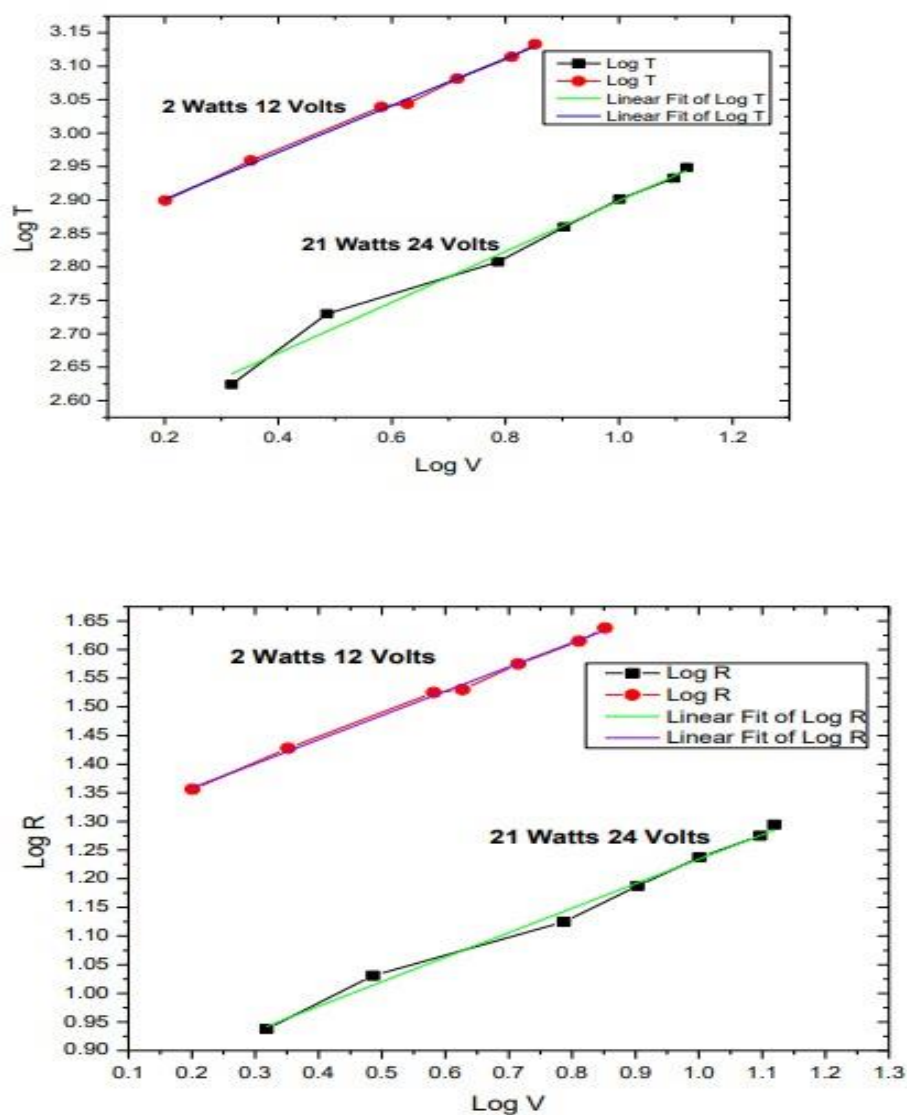 3.15
3.10
3.05
3.00
2.95
2.90
2.85
2.80
2.75
2.70
2.65
2.60
Log T
2 Watts 12 Volts
21 Watts 24 Volts
Log T
Log T
Linear Fit of Log T
Linear Fit of Log T
0.2 0.4 0.6 0.8 1.0 1.2
Log V
1.65
1.60
1.55
1.50
1.45
1.40
1.35
1.30
1.25
1.20
1.15
1.10
1.05
1.00
0.95
0.90
Log R
2 Watts 12 Volts
Log R
Log R
Linear Fit of Log R
Linear Fit of Log R
21 Watts 24 Volts
0.1 0.2 0.3 0.4 0.5 0.6 0.7 0.8 0.9 1.0 1.1 1.2 1.3
Log V